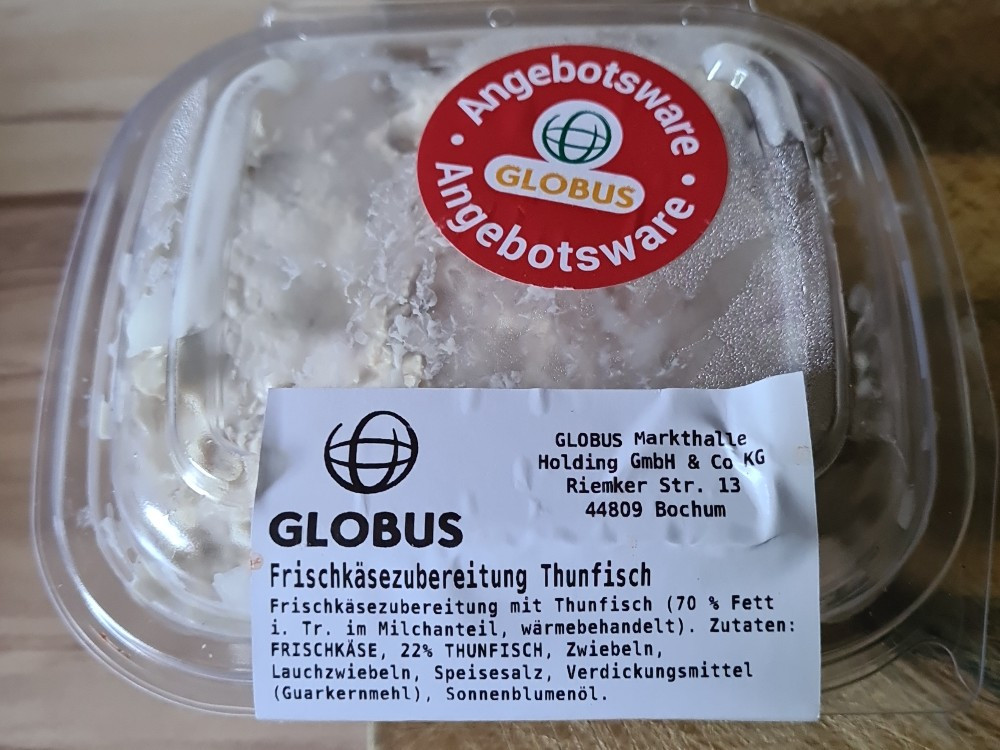 Angebotsware
GLOBUS
Angebotsware
GLOBUS
GLOBUS Markthalle
Holding GmbH & Co KG
Riemker Str. 13
44809 Bochum
Frischkäsezubereitung Thunfisch
Frischkäsezubereitung mit Thunfisch (70 % Fett
i. Tr. im Milchanteil, wärmebehandelt). Zutaten:
FRISCHKÄSE, 22% THUNFISCH, Zwiebeln,
Lauchzwiebeln, Speisesalz, Verdickungsmittel
(Guarkernmehl), Sonnenblumenöl.